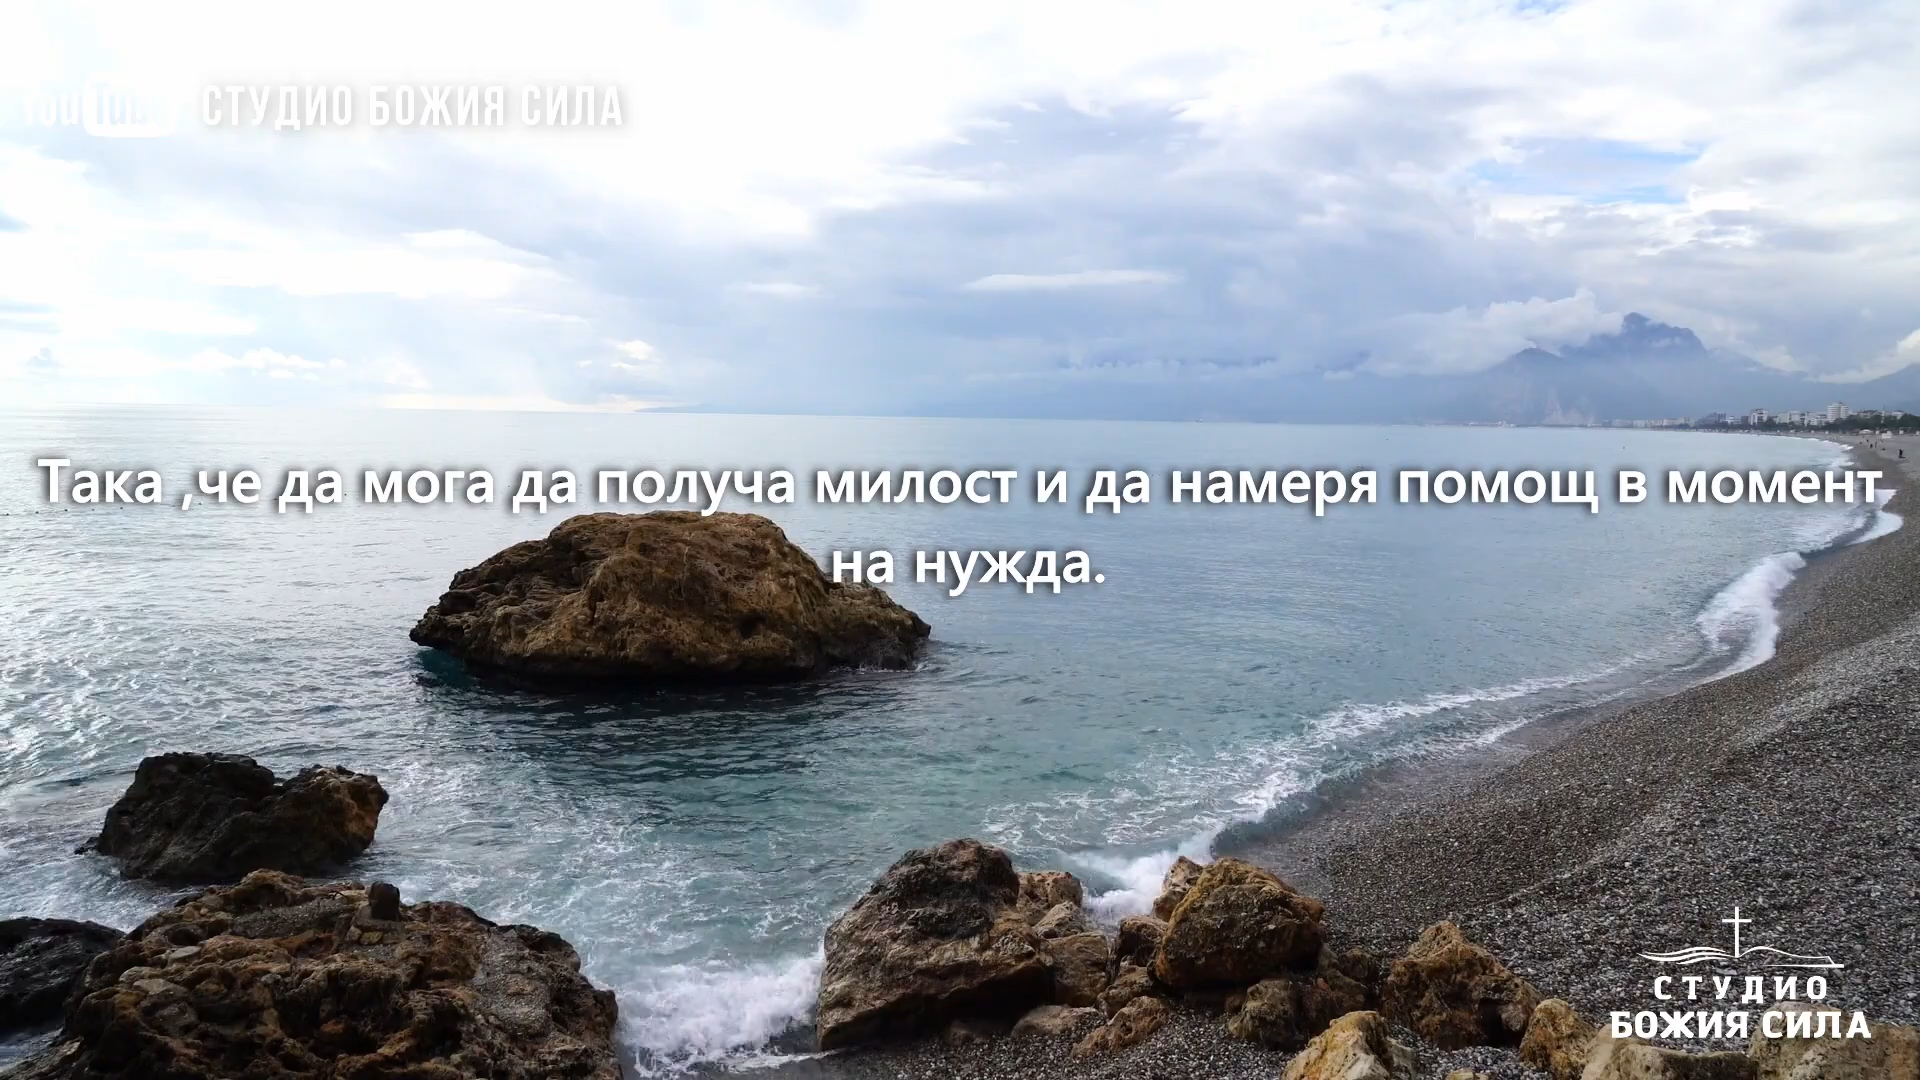 YouTube СТУДИО БОЖИЯ СИЛА
Така ,че да мога да получа милост и да намеря помощ в момент
на нужда.
СТУДИО
БОЖИЯ СИЛА